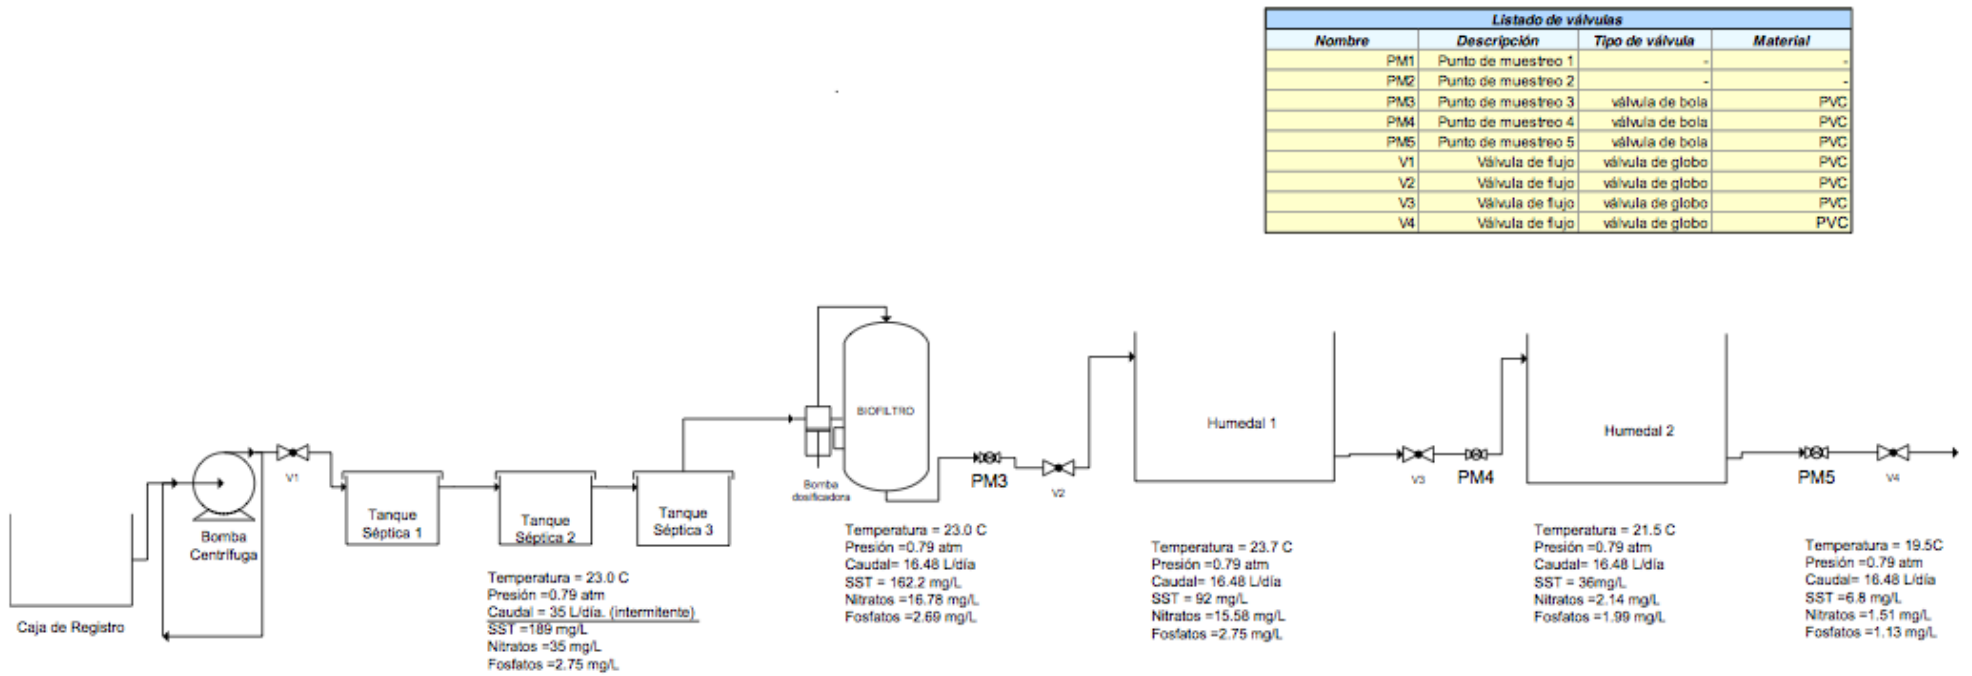 Listado de válvulas
Nombre Descripción Tipo de válvula Material
PM1 Punto de muestreo 1 - -
PM2 Punto de muestreo 2 - -
PM3 Punto de muestreo 3 válvula de bola PVC
PM4 Punto de muestreo 4 válvula de bola PVC
PM5 Punto de muestreo 5 válvula de bola PVC
V1 Válvula de flujo válvula de globo PVC
V2 Válvula de flujo válvula de globo PVC
V3 Válvula de flujo válvula de globo PVC
V4 Válvula de flujo válvula de globo PVC
Caja de Registro
Bomba
Centrífuga
V1
Tanque
Séptica 1
Tanque
Séptica 2
Tanque
Séptica 3
Temperatura = 23.0 C
Presión =0.79 atm
Caudal = 35 L/día. (intermitente)
SST =189 mg/L
Nitratos =35 mg/L
Fosfatos =2.75 mg/L
Bomba
dosificadora
BIOFILTRO
Temperatura = 23.0 C
Presión =0.79 atm
Caudal= 16.48 L/día
SST = 162.2 mg/L
Nitratos =16.78 mg/L
Fosfatos =2.69 mg/L
PM3
V2
Humedal 1
Temperatura = 23.7 C
Presión =0.79 atm
Caudal= 16.48 L/día
SST = 92 mg/L
Nitratos =15.58 mg/L
Fosfatos =2.75 mg/L
V3
PM4
Humedal 2
Temperatura = 21.5 C
Presión =0.79 atm
Caudal= 16.48 L/día
SST = 36mg/L
Nitratos =2.14 mg/L
Fosfatos =1.99 mg/L
PM5
V4
Temperatura = 19.5C
Presión =0.79 atm
Caudal= 16.48 L/día
SST =6.8 mg/L
Nitratos =1.51 mg/L
Fosfatos =1.13 mg/L